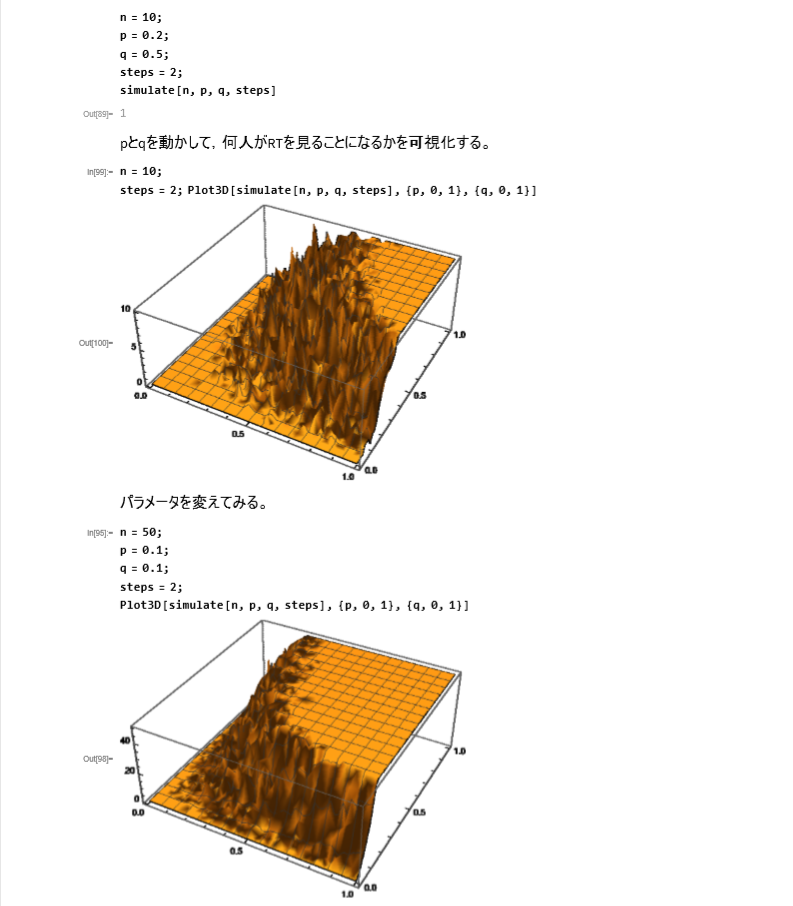 n = 10;
p = 0.2;
q = 0.5;
steps = 2;
simulate[n, p, q, steps]
Out[89]= 1
pとqを動かして，何人がRTを見ることになるかを可視化する。
In[99]:= n = 10;
steps = 2; Plot3D[simulate[n, p, q, steps], {p, 0, 1}, {q, 0, 1}]
10
5
0
0.0
0.5
1.0
0.0
0.5
1.0
Out[100]=
パラメータを変えてみる。
In[95]:= n = 50;
p = 0.1;
q = 0.1;
steps = 2;
Plot3D[simulate[n, p, q, steps], {p, 0, 1}, {q, 0, 1}]
40
20
0
0.0
0.5
1.0
0.0
0.5
1.0
Out[98]=